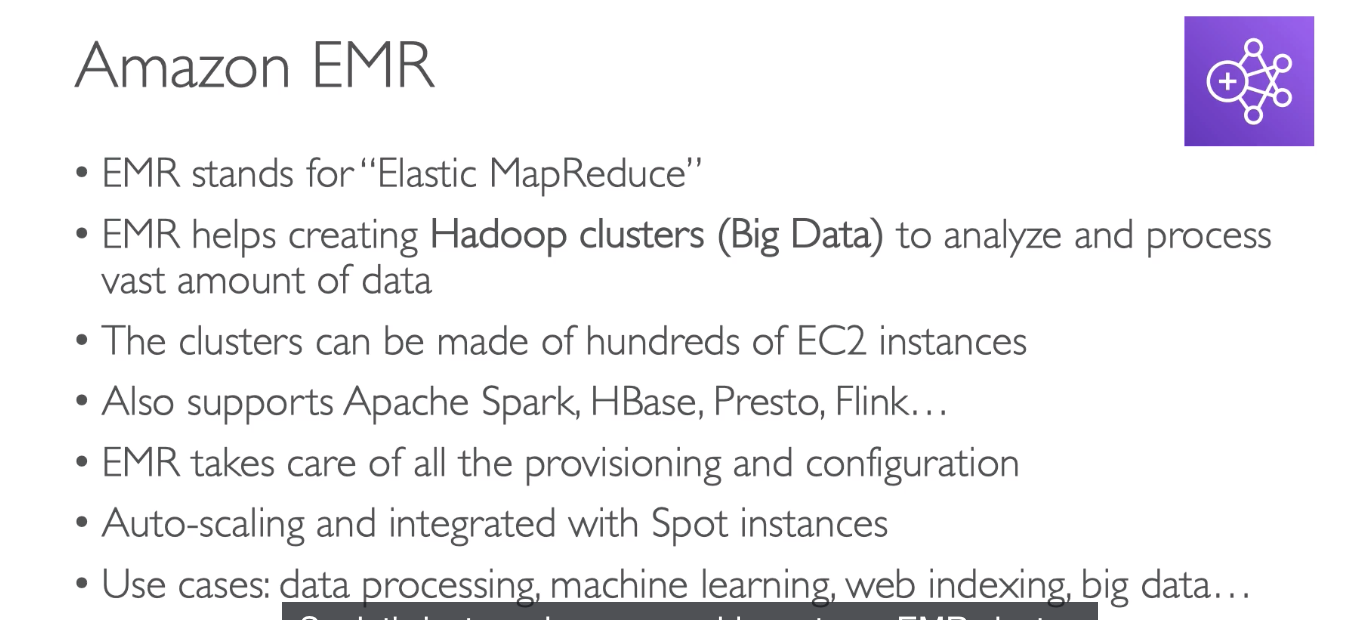 Amazon EMR
• EMR stands for “Elastic MapReduce”
• EMR helps creating Hadoop clusters (Big Data) to analyze and process
vast amount of data
• The clusters can be made of hundreds of EC2 instances
• Also supports Apache Spark, HBase, Presto, Flink…
• EMR takes care of all the provisioning and configuration
• Auto-scaling and integrated with Spot instances
• Use cases: data processing, machine learning, web indexing, big data…
EMR